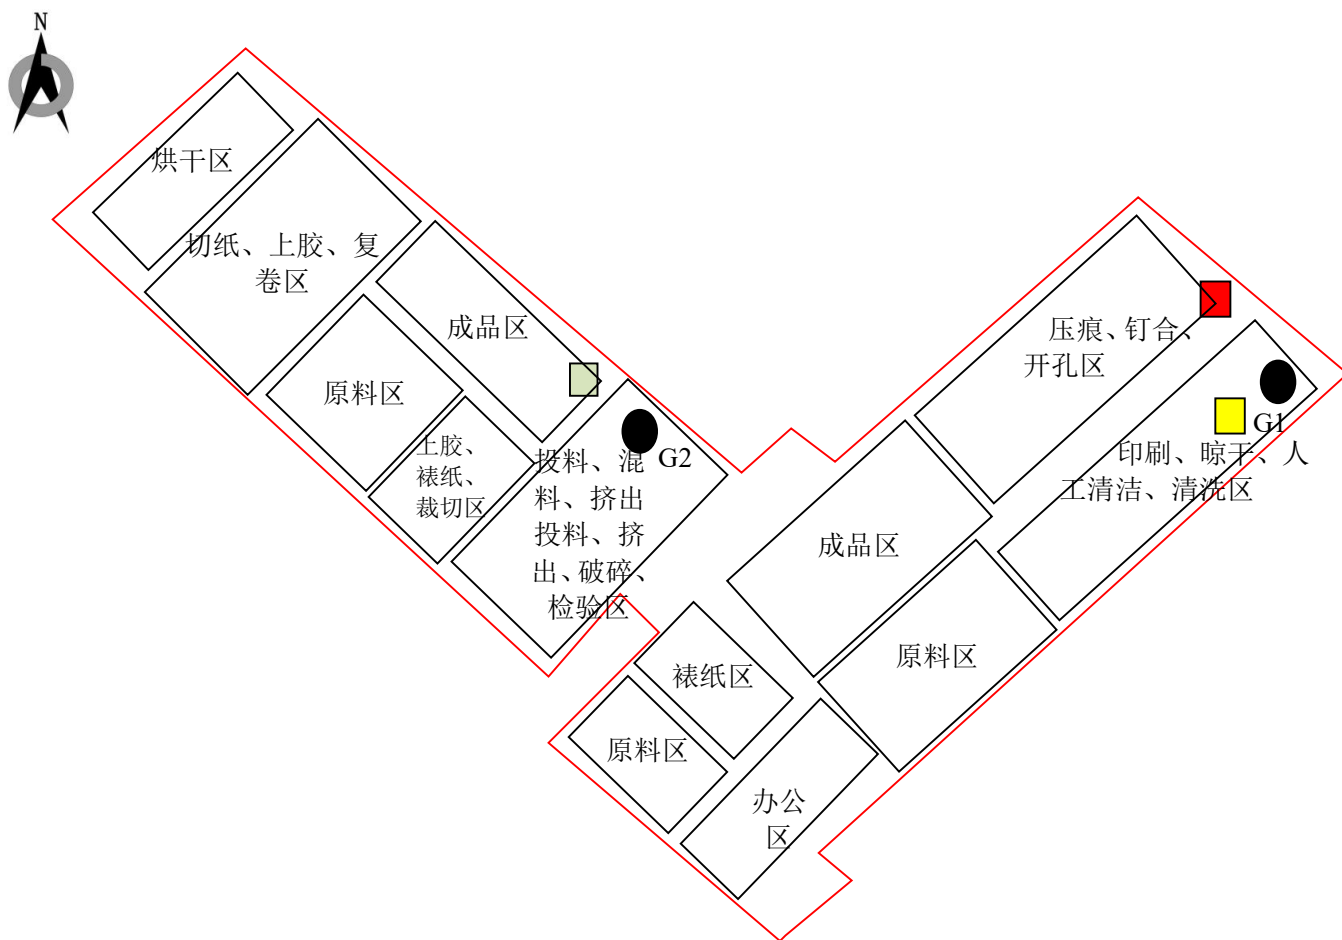 N
烘干区
切纸、上胶、复
卷区
成品区
原料区
上胶、
裱纸、
裁切区
G2
投料、混
料、挤出
投料、挤
出、破碎、
检验区
压痕、钉合、
开孔区
G1
印刷、晾干、人
工清洁、清洗区
成品区
原料区
裱纸区
原料区
办公
区